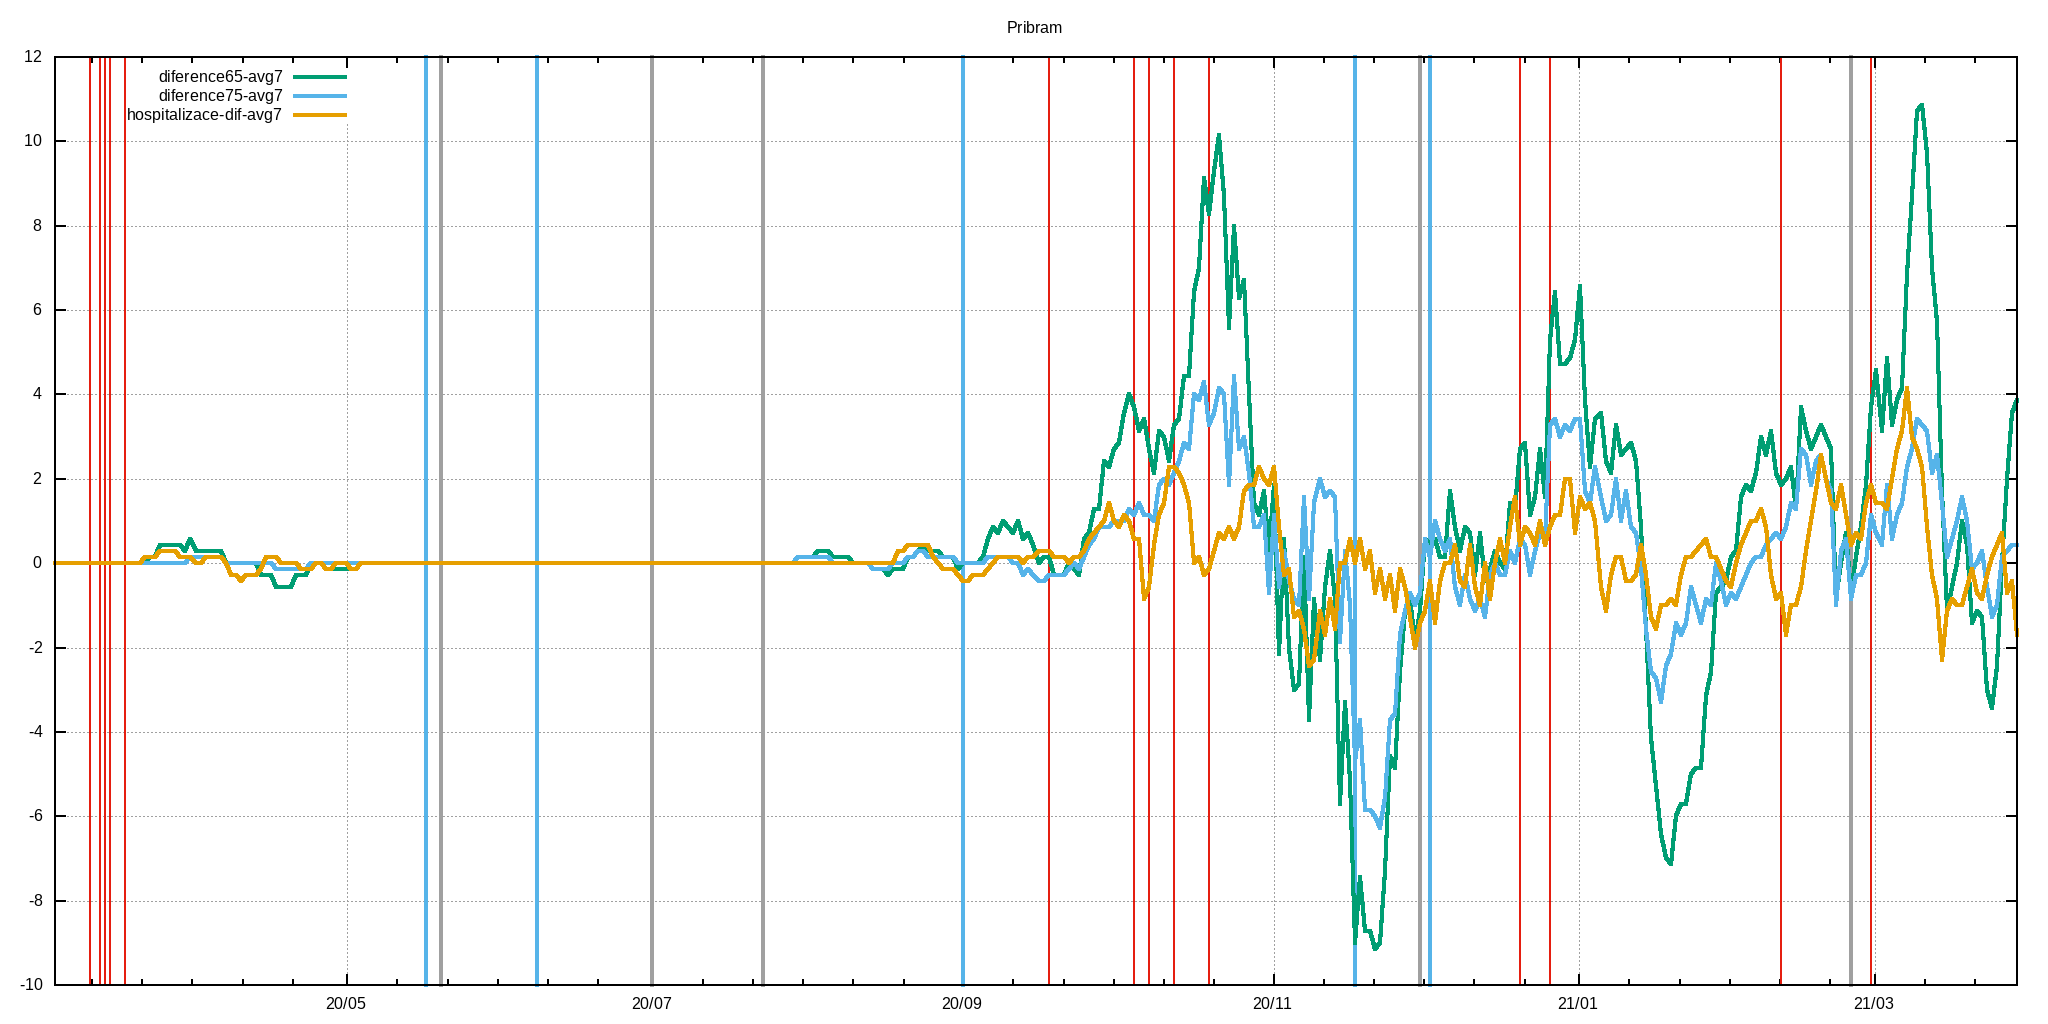 Pribram
12
diference65-avg7
diference75-avg7
hospitalizace-dif-avg7
10
8
6
4
2
0
-2
-4
-6
-8
-10
20/05 20/07 20/09 20/11 21/01 21/03